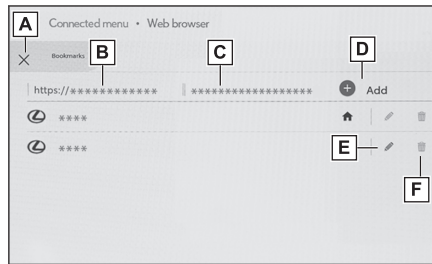 A
Connected menu • Web browser
Bookmarks
B
C
D
https://************
*****************
Add
****
****
E
F